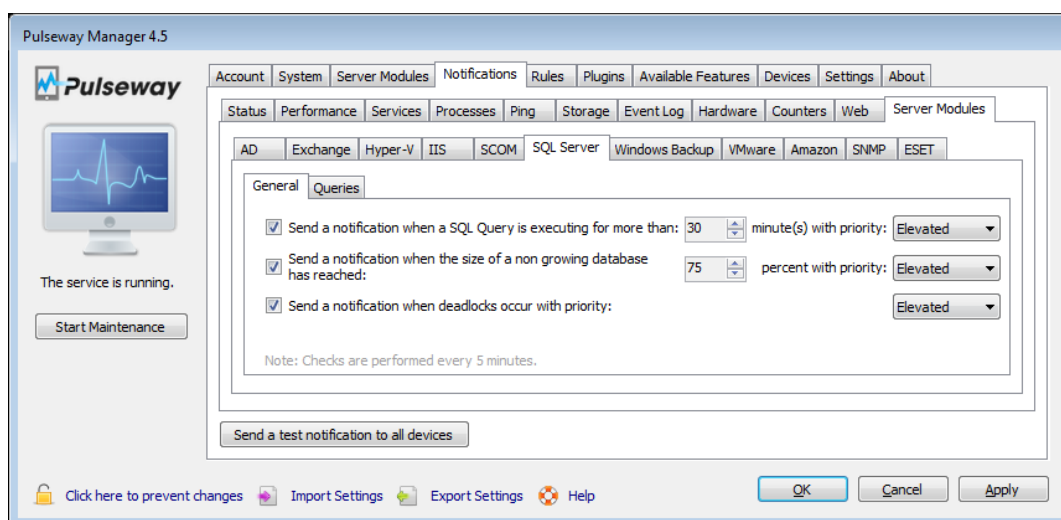 Pulseway Manager 4.5
Pulseway
The service is running.
Start Maintenance
Account System Server Modules Notifications Rules Plugins Available Features Devices Settings About
Status Performance Services Processes Ping Storage Event Log Hardware Counters Web Server Modules
AD Exchange Hyper-V IIS SCOM SQL Server Windows Backup VMware Amazon SNMP ESET
General Queries
Send a notification when a SQL Query is executing for more than: 30 minute(s) with priority: Elevated
Send a notification when the size of a non growing database
has reached: 75 percent with priority: Elevated
Send a notification when deadlocks occur with priority: Elevated
Note: Checks are performed every 5 minutes.
Send a test notification to all devices
Click here to prevent changes Import Settings Export Settings Help OK Cancel Apply